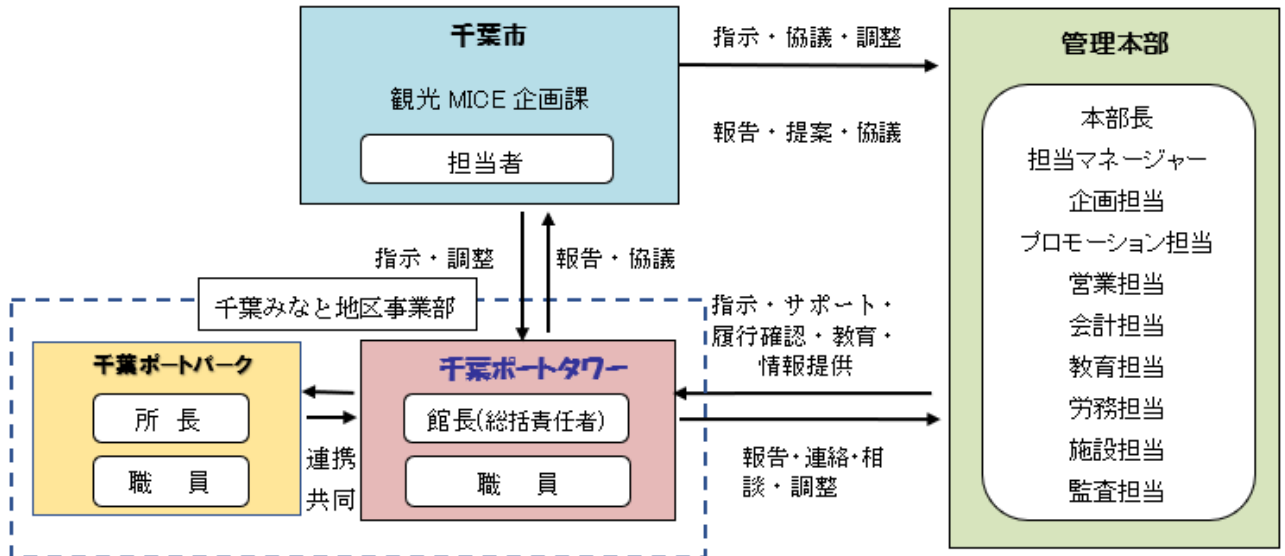 千葉市
観光 MICE 企画課
担当者
指示・協議・調整
報告・提案・協議
管理本部
本部長
担当マネージャー
企画担当
プロモーション担当
営業担当
会計担当
教育担当
労務担当
施設担当
監査担当
指示・調整
報告・協議
千葉みなと地区事業部
千葉ポートパーク
所 長
職 員
連携
共同
千葉ポートタワー
館長(総括責任者)
職 員
指示・サポート・
履行確認・教育・
情報提供
報告・連絡・相
談・調整